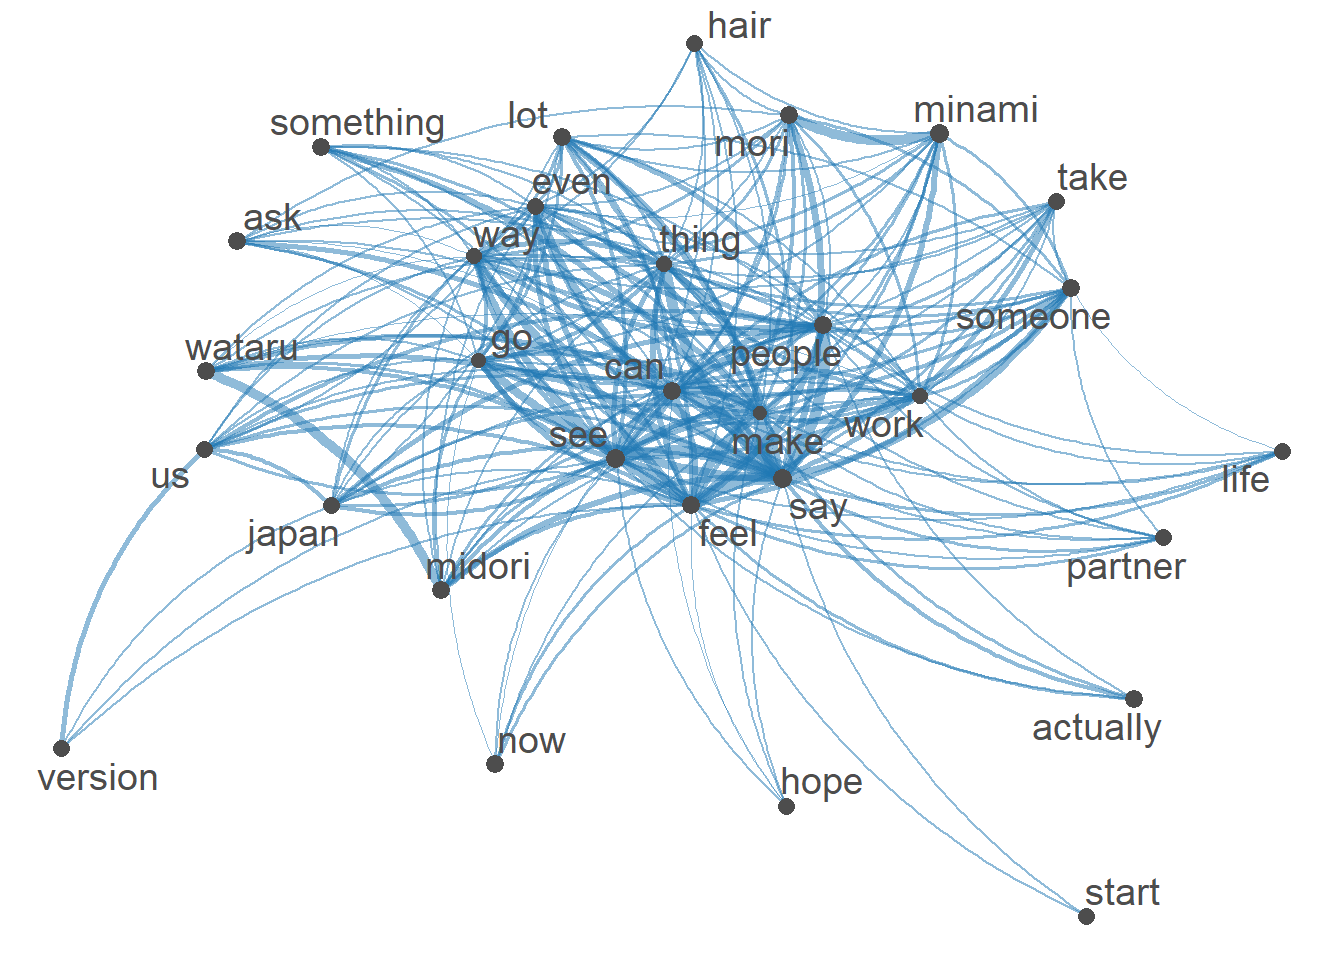 hair
minami
lot
something
mori
take
even
ask
way
thing
someone
go
wataru
people
can
work
see
make
us
life
say
japan
feel
midori
partner
actually
now
version
hope
start